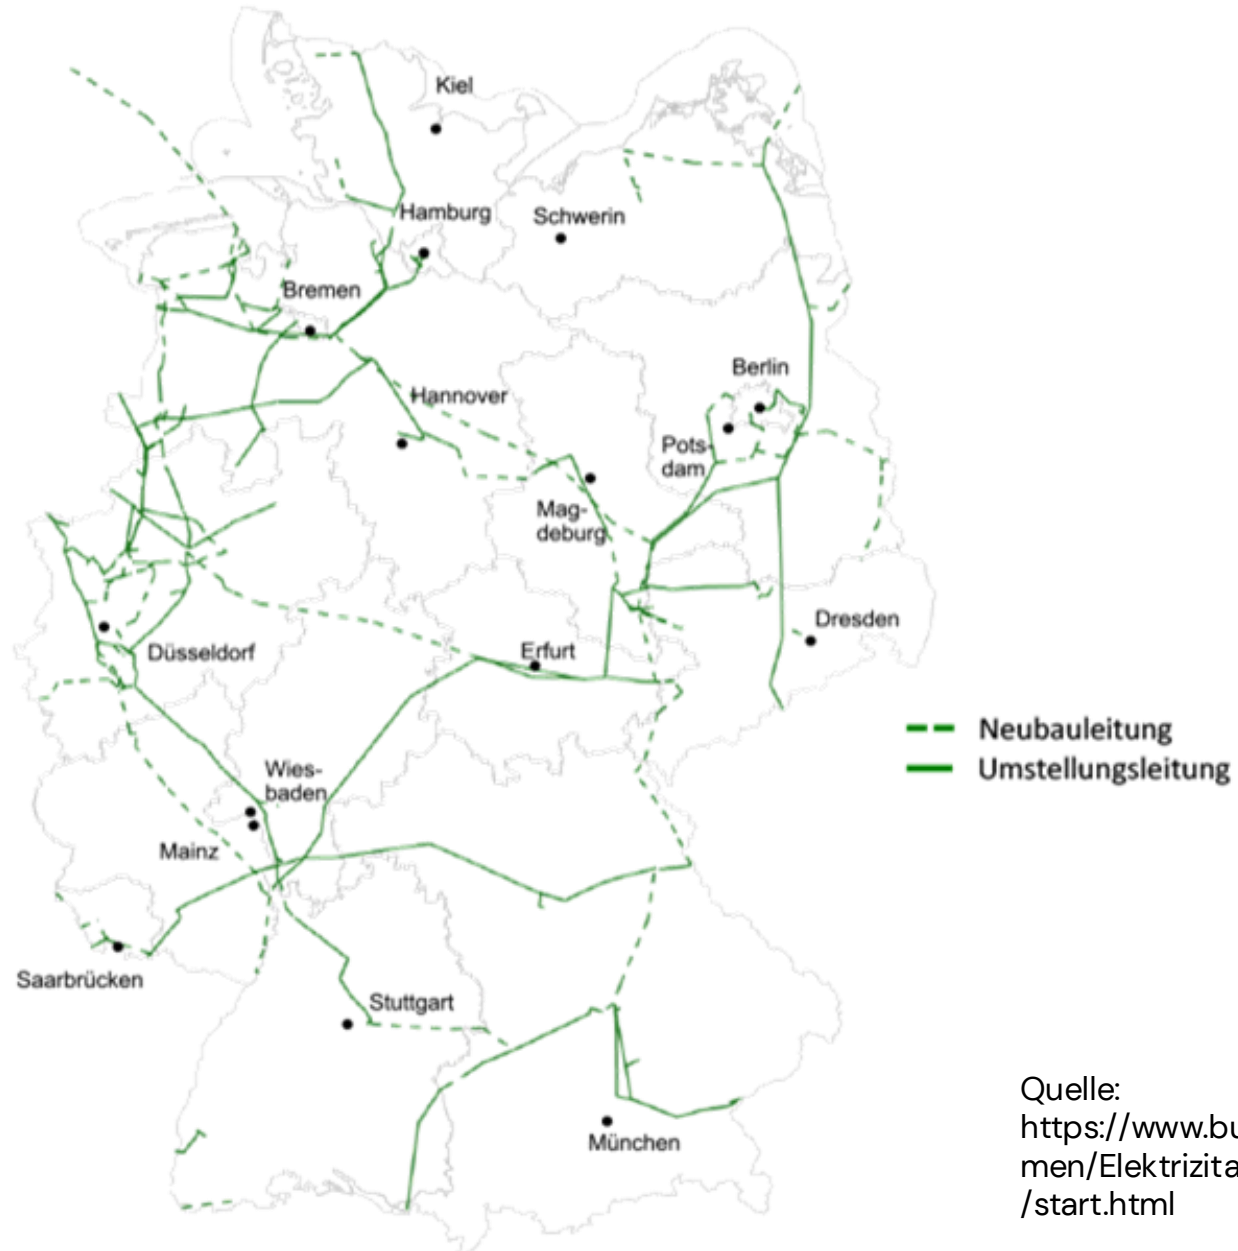 Kiel
Hamburg
Schwerin
Bremen
Berlin
Hannover
Pots-
dam
Mag-
deburg
Dresden
Düsseldorf
Erfurt
Neubauleitung
Umstellungsleitung
Wies-
baden
Mainz
Saarbrücken
Stuttgart
München
Quelle:
https://www.bu
men/Elektrizita
/start.html